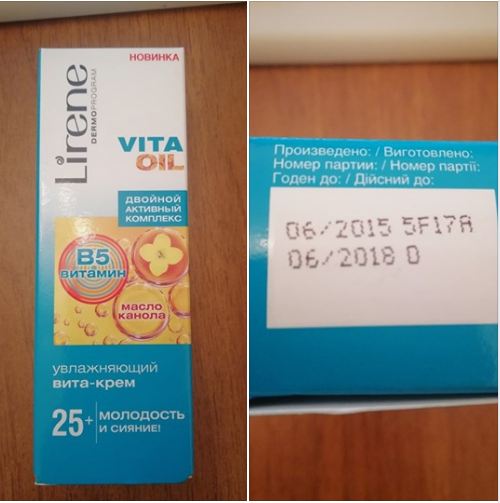 НОВИНКА
Lirene
DERMOPROGRAM
VITA
OIL
ДВОЙНОЙ
АКТИВНЫЙ
КОМПЛЕКС
B5
ВИТАМИН
МАСЛО
КАНОЛА
увлажняющий
вита-крем
25+ МОЛОДОСТЬ
И СИЯНИЕ!
Произведено: / Виготовлено:
Номер партии: / Номер партії:
Годен до: / Дійсний до:
06/2015 5F17A
06/2018 0